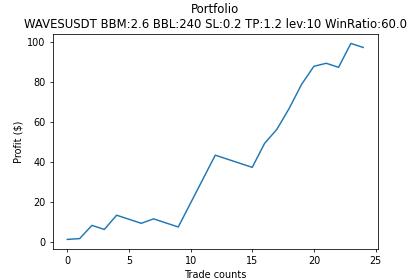 Portfolio
WAVESUSDT BBM:2.6 BBL:240 SL:0.2 TP:1.2 lev:10 WinRatio:60.0
100
80
60
40
20
0
Profit ($)
0 5 10 15 20 25
Trade counts